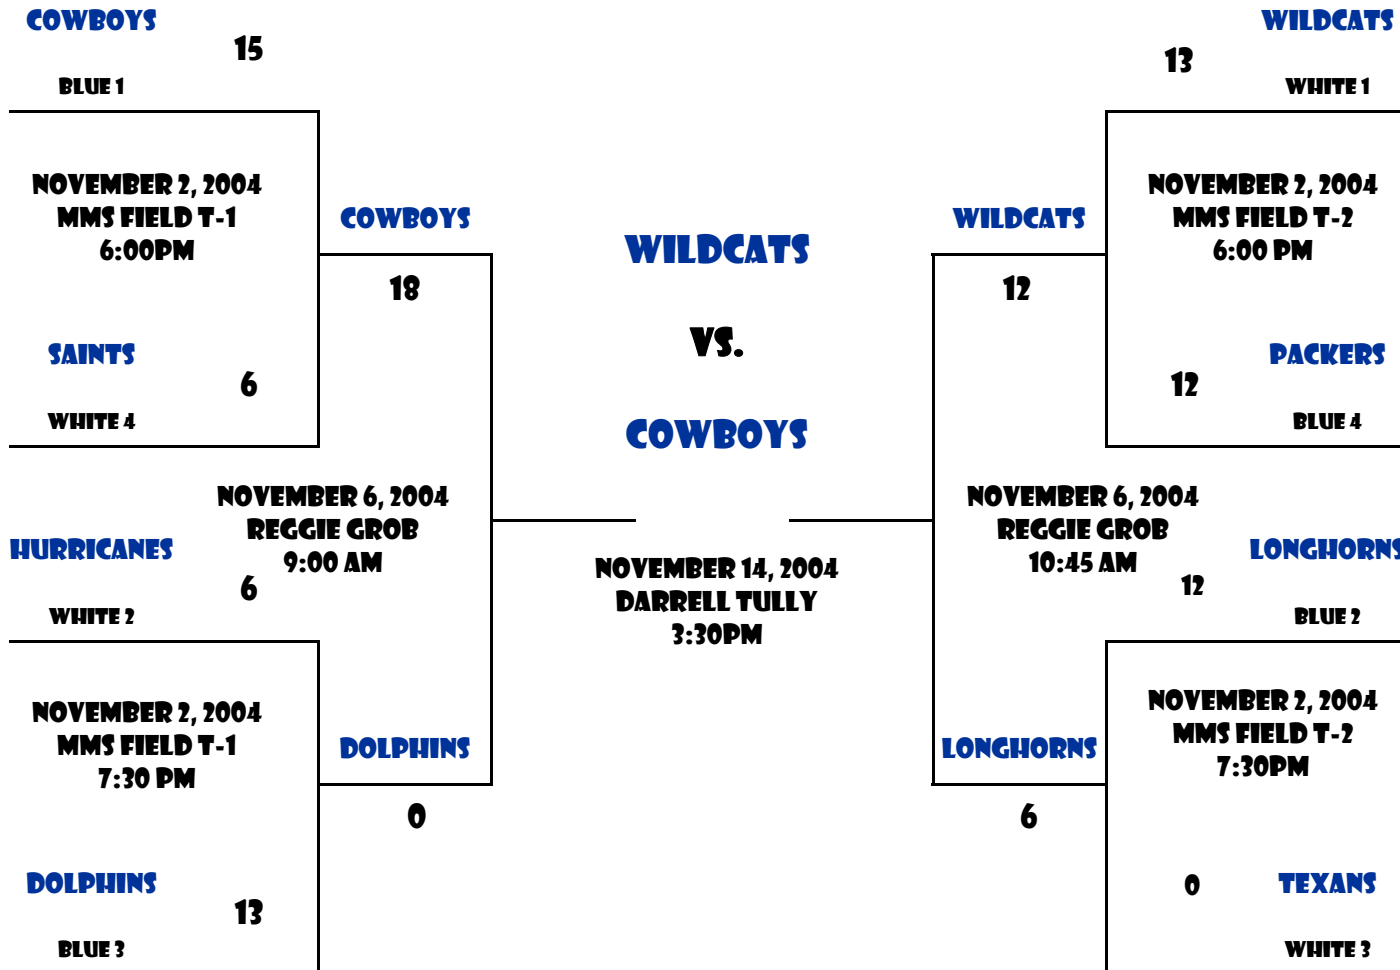 COWBOYS
15
BLUE 1
NOVEMBER 2, 2004
MMS FIELD T-1
6:00PM
SAINTS
6
WHITE 4
HURRICANES
6
WHITE 2
NOVEMBER 2, 2004
MMS FIELD T-1
7:30 PM
DOLPHINS
13
BLUE 3
COWBOYS
18
NOVEMBER 6, 2004
REGGIE GROB
9:00 AM
DOLPHINS
0
WILDCATS
VS.
COWBOYS
NOVEMBER 14, 2004
DARRELL TULLY
3:30PM
WILDCATS
12
NOVEMBER 6, 2004
REGGIE GROB
10:45 AM
LONGHORNS
6
WILDCATS
13
WHITE 1
NOVEMBER 2, 2004
MMS FIELD T-2
6:00 PM
PACKERS
12
BLUE 4
LONGHORNS
12
BLUE 2
NOVEMBER 2, 2004
MMS FIELD T-2
7:30PM
0
TEXANS
WHITE 3